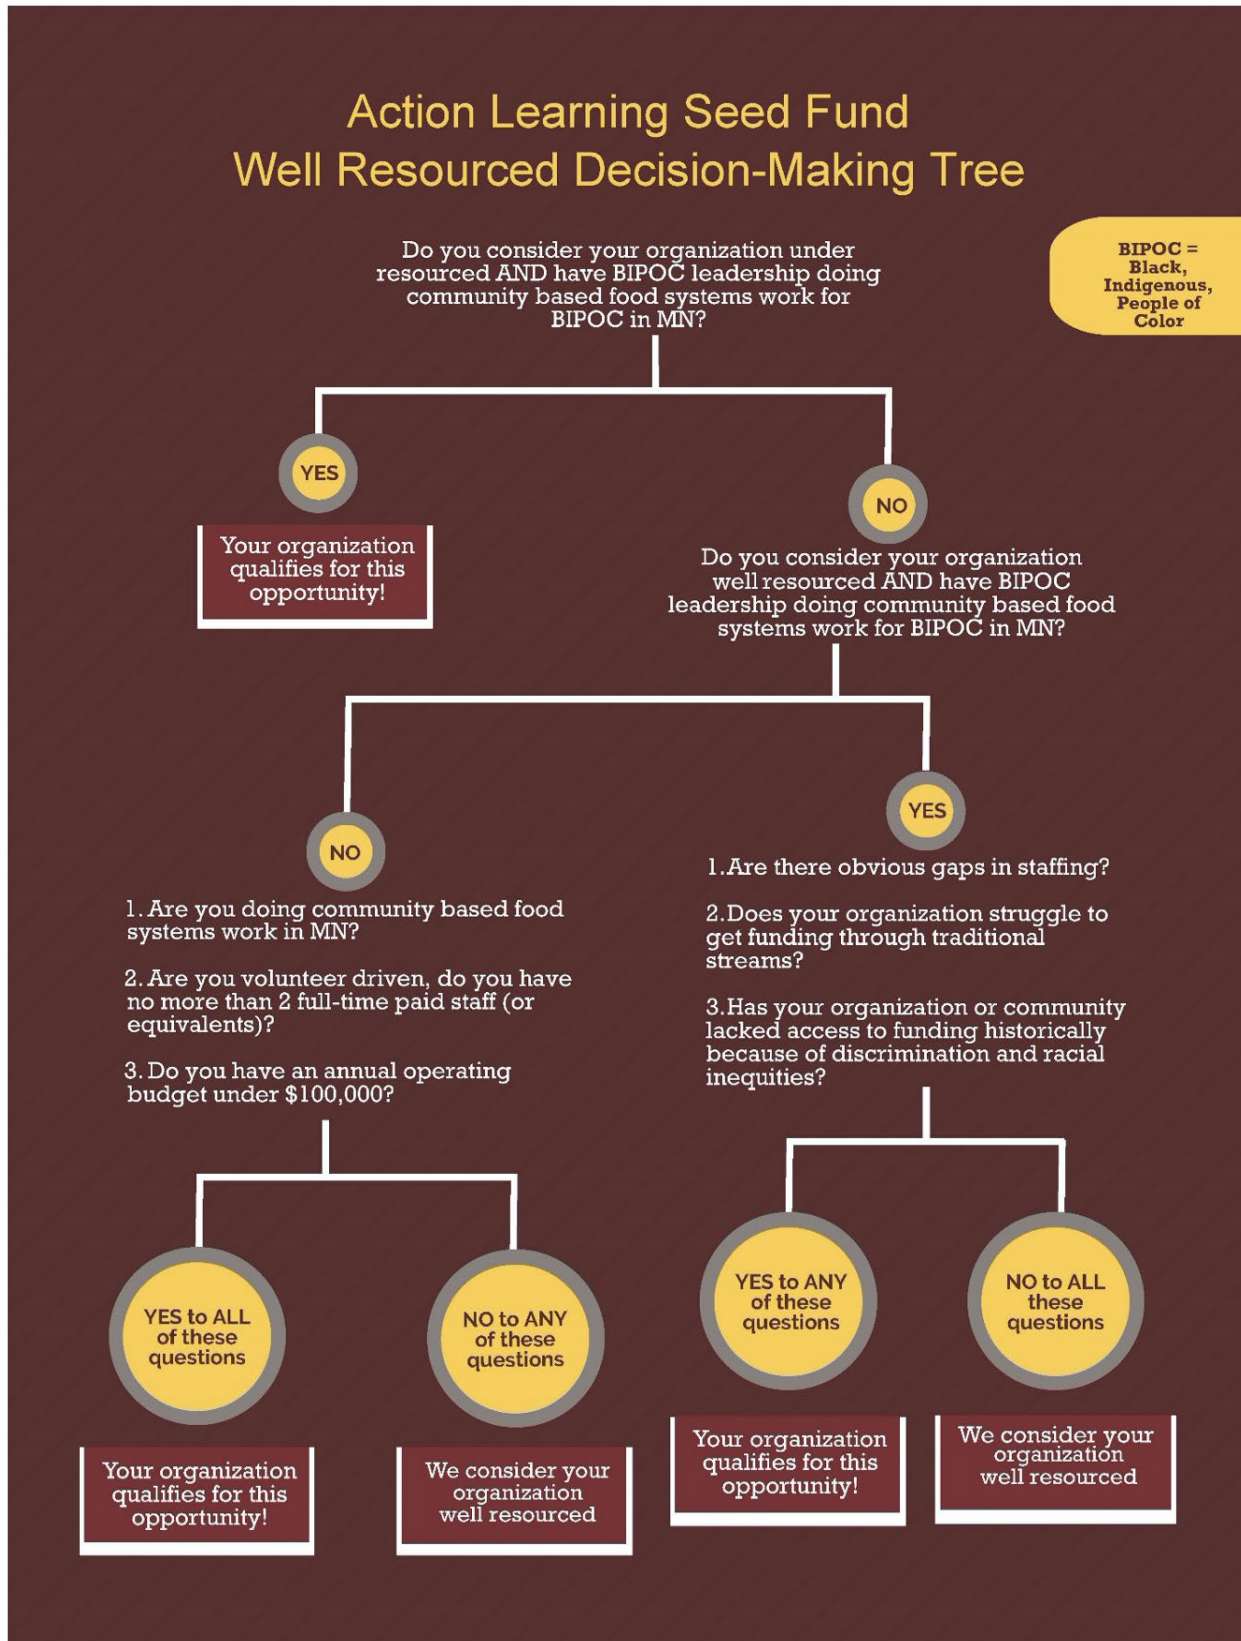 Action Learning Seed Fund
Well Resourced Decision-Making Tree
Do you consider your organization under
resourced AND have BIPOC leadership doing
community based food systems work for
BIPOC in MN?
BIPOC =
Black,
Indigenous,
People of
Color
YES
Your organization
qualifies for this
opportunity!
NO
Do you consider your organization
well resourced AND have BIPOC
leadership doing community based food
systems work for BIPOC in MN?
NO
1. Are you doing community based food
systems work in MN?
2. Are you volunteer driven, do you have
no more than 2 full-time paid staff (or
equivalents)?
3. Do you have an annual operating
budget under $100,000?
YES
1.Are there obvious gaps in staffing?
2.Does your organization struggle to
get funding through traditional
streams?
3.Has your organization or community
lacked access to funding historically
because of discrimination and racial
inequities?
YES to ALL
of these
questions
Your organization
qualifies for this
opportunity!
NO to ANY
of these
questions
We consider your
organization
well resourced
YES to ANY
of these
questions
Your organization
qualifies for this
opportunity!
NO to ALL
these
questions
We consider your
organization
well resourced